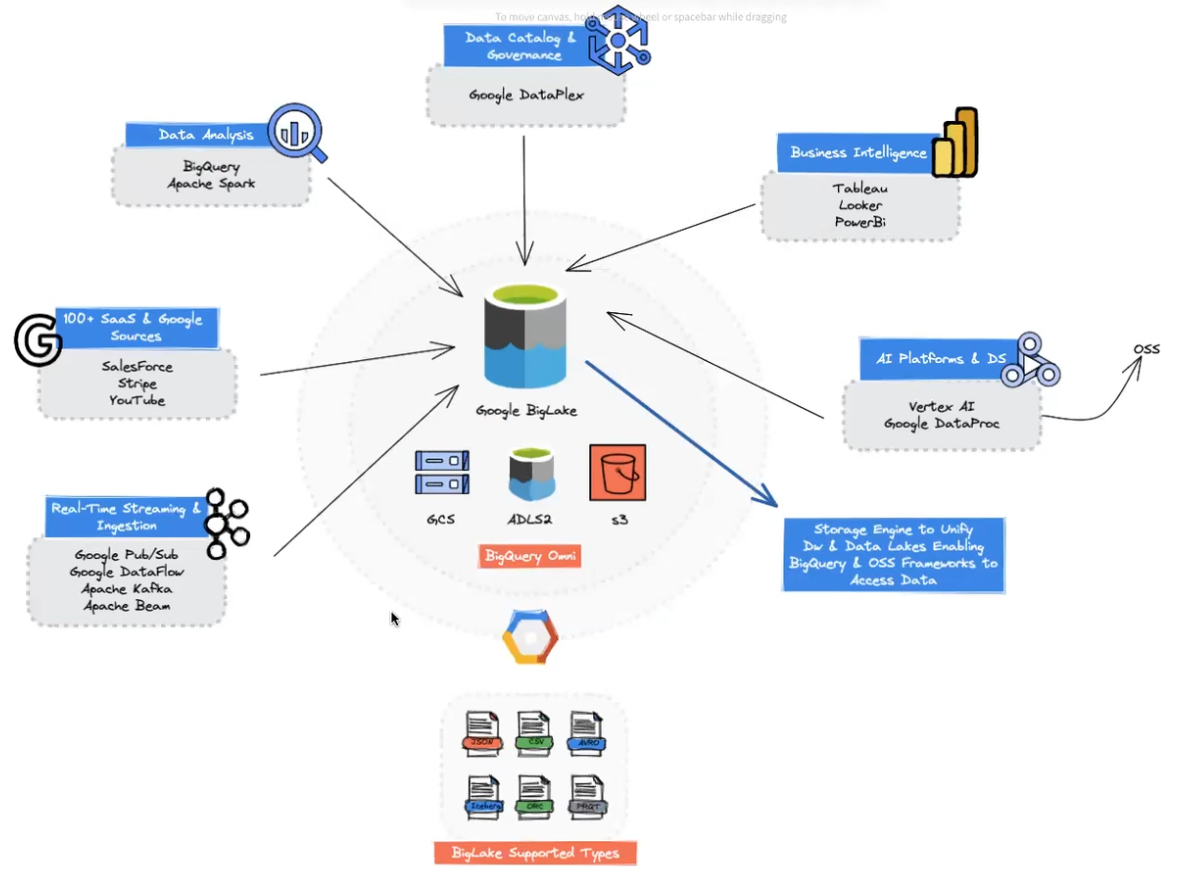 To move canvas, hold mouse wheel or spacebar while dragging
Data Catalog &
Governance
Google DataPlex
Data Analysis
BigQuery
Apache Spark
Business Intelligence
Tableau
Looker
PowerBi
100+ SaaS & Google
Sources
SalesForce
Stripe
YouTube
Google BigLake
AI Platforms & DS
Vertex AI
Google DataProc
OSS
GCS
ADLS2
s3
BigQuery Omni
Real-Time Streaming &
Ingestion
Google Pub/Sub
Google DataFlow
Apache Kafka
Apache Beam
Storage Engine to Unify
Dw & Data Lakes Enabling
BigQuery & OSS Frameworks to
Access Data
JSON
CSV
AVRO
Iceberg
ORC
PRQT
BigLake Supported Types